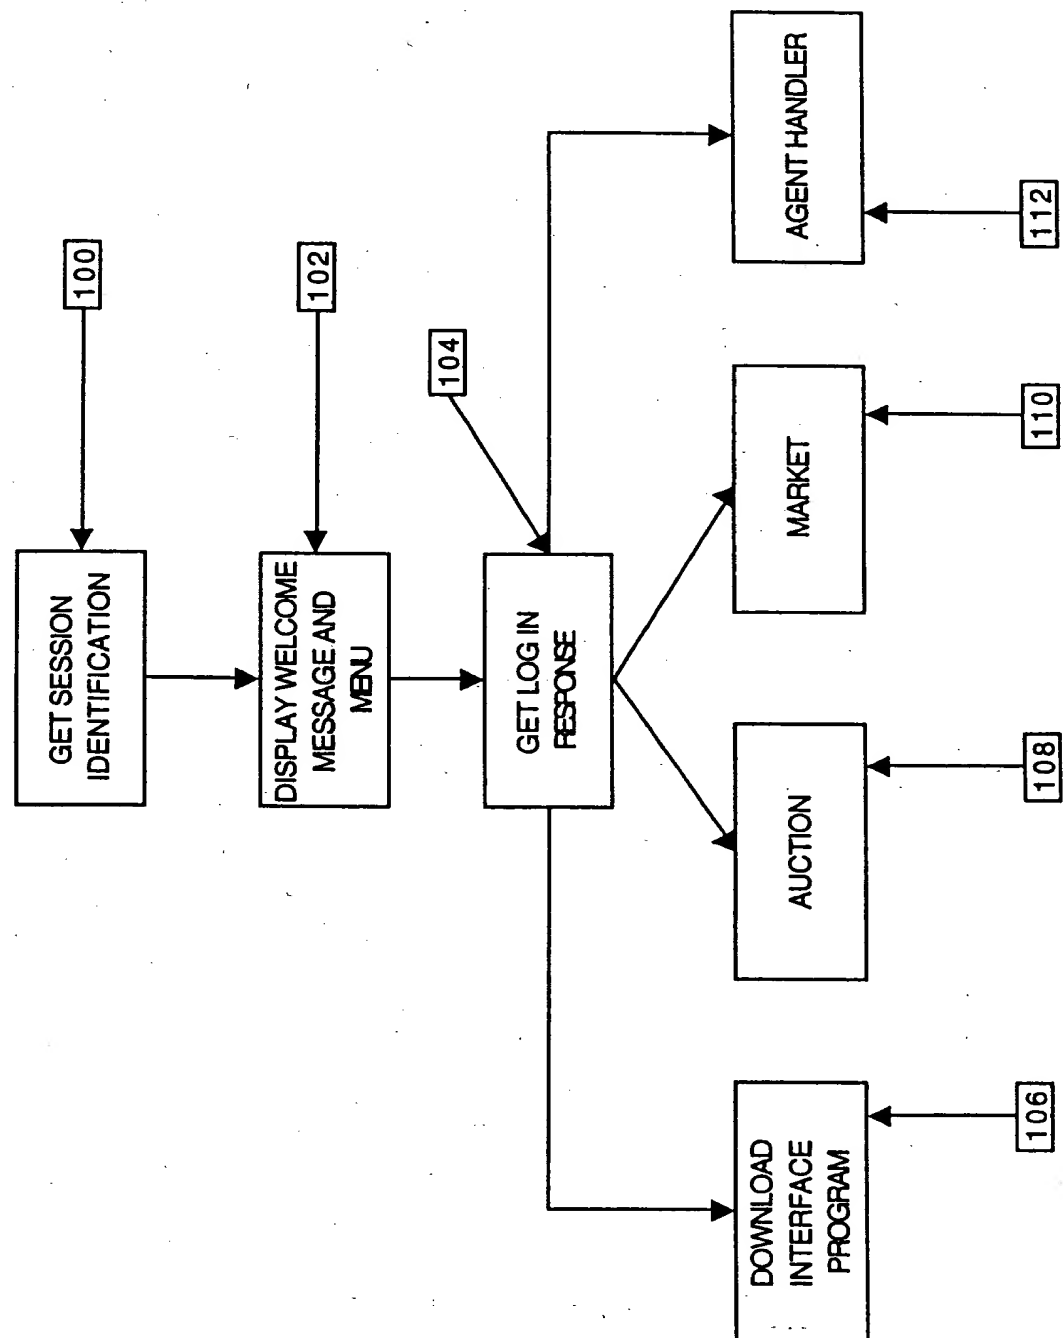 100
GET SESSION
IDENTIFICATION
102
DISPLAY WELCOME
MESSAGE AND
MENU
104
GET LOG IN
RESPONSE
DOWNLOAD
INTERFACE
PROGRAM
106
AUCTION
108
MARKET
110
AGENT HANDLER
112